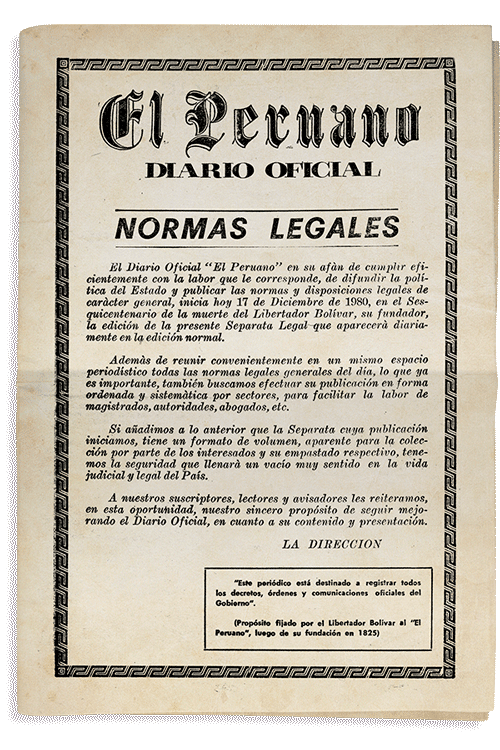 El Peruano
DIARIO OFICIAL
NORMAS LEGALES
El Diario Oficial "El Peruano" en su afàn de cumplir efi-
cientemente con la labor que le corresponde, de difundir la polí-
tica del Estado y publicar las normas y disposiciones legales de
caràcter general, inicia hoy 17 de Diciembre de 1980, en el Ses-
quicentenario de la muerte del Libertador Bolívar, su fundador,
la edición de la presente Separata Legal que aparecerà diaria-
mente en la edición normal.
Ademàs de reunir convenientemente en un mismo espacio
periodístico todas las normas legales generales del día, lo que ya
es importante, también buscamos efectuar su publicación en forma
ordenada y sistemàtica por sectores, para facilitar la labor de
magistrados, autoridades, abogados, etc.
Si añadimos a lo anterior que la Separata cuya publicación
iniciamos, tiene un formato de volumen, aparente para la colec-
ción por parte de los interesados y su empastado respectivo, tene-
mos la seguridad que llenarà un vacío muy sentido en la vida
judicial y legal del País.
A nuestros suscriptores, lectores y avisadores les reiteramos,
en esta oportunidad, nuestro sincero propósito de seguir mejo-
rando el Diario Oficial, en cuanto a su contenido y presentación.
LA DIRECCION
"Este periódico está destinado a registrar todos
los decretos, órdenes y comunicaciones oficiales del
Gobierno".
(Propósito fijado por el Libertador Bolívar al "El
Peruano", luego de su fundación en 1825)